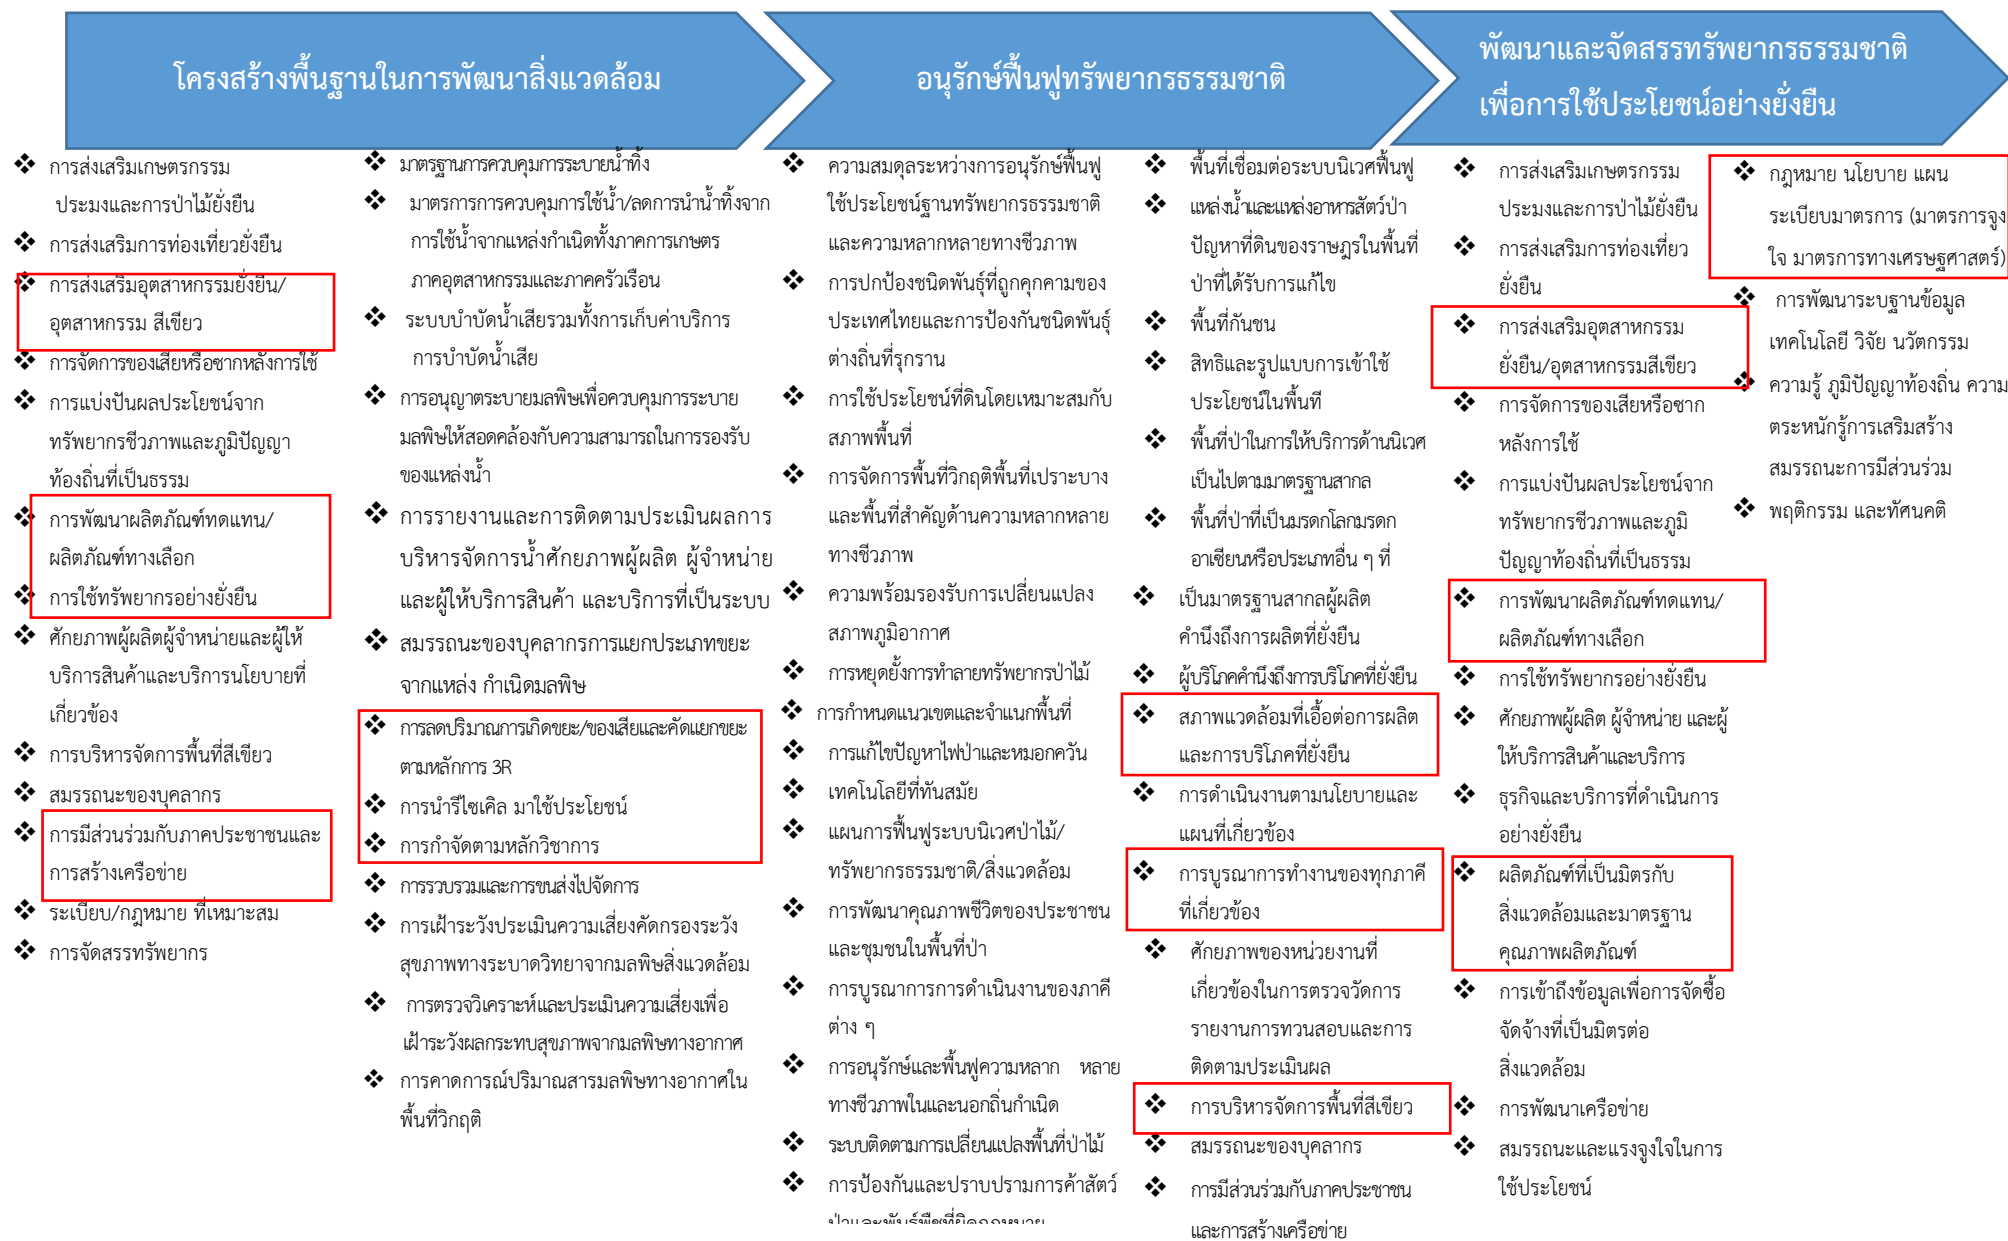 โครงสร้างพื้นฐานในการพัฒนาสิ่งแวดล้อม
อนุรักษ์ฟื้นฟูทรัพยากรธรรมชาติ
พัฒนาและจัดสรรทรัพยากรธรรมชาติ
เพื่อการใช้ประโยชน์อย่างยั่งยืน
❖ การส่งเสริมเกษตรกรรม
ประมงและการป่าไม้ยั่งยืน
❖ การส่งเสริมการท่องเที่ยวยั่งยืน
❖ การส่งเสริมอุตสาหกรรมยั่งยืน/
อุตสาหกรรม สีเขียว
❖ การจัดการของเสียหรือซากหลังการใช้
❖ การแบ่งปันผลประโยชน์จาก
ทรัพยากรชีวภาพและภูมิปัญญา
ท้องถิ่นที่เป็นธรรม
❖ การพัฒนาผลิตภัณฑ์ทดแทน/
ผลิตภัณฑ์ทางเลือก
❖ การใช้ทรัพยากรอย่างยั่งยืน
❖ ศักยภาพผู้ผลิตผู้จำหน่ายและผู้ให้
บริการสินค้าและบริการนโยบายที่
เกี่ยวข้อง
❖ การบริหารจัดการพื้นที่สีเขียว
❖ สมรรถนะของบุคลากร
❖ การมีส่วนร่วมกับภาคประชาชนและ
การสร้างเครือข่าย
❖ ระเบียบ/กฎหมาย ที่เหมาะสม
❖ การจัดสรรทรัพยากร
❖ มาตรฐานการควบคุมการระบายน้ำทิ้ง
❖ มาตรการการควบคุมการใช้น้ำ/ลดการนำน้ำทิ้งจาก
การใช้น้ำจากแหล่งกำเนิดทั้งภาคการเกษตร
ภาคอุตสาหกรรมและภาคครัวเรือน
❖ ระบบบำบัดน้ำเสียรวมทั้งการเก็บค่าบริการ
การบำบัดน้ำเสีย
❖ การอนุญาตระบายมลพิษเพื่อควบคุมการระบาย
มลพิษให้สอดคล้องกับความสามารถในการรองรับ
ของแหล่งน้ำ
❖ การรายงานและการติดตามประเมินผลการ
บริหารจัดการน้ำศักยภาพผู้ผลิต ผู้จำหน่าย
และผู้ให้บริการสินค้า และบริการที่เป็นระบบ
❖ สมรรถนะของบุคลากรการแยกประเภทขยะ
จากแหล่ง กำเนิดมลพิษ
❖ การลดปริมาณการเกิดขยะ/ของเสียและคัดแยกขยะ
ตามหลักการ 3R
❖ การนำรีไซเคิล มาใช้ประโยชน์
❖ การกำจัดตามหลักวิชาการ
❖ การรวบรวมและการขนส่งไปจัดการ
❖ การเฝ้าระวังประเมินความเสี่ยงคัดกรองระวัง
สุขภาพทางระบาดวิทยาจากมลพิษสิ่งแวดล้อม
❖ การตรวจวิเคราะห์และประเมินความเสี่ยงเพื่อ
เฝ้าระวังผลกระทบสุขภาพจากมลพิษทางอากาศ
❖ การคาดการณ์ปริมาณสารมลพิษทางอากาศใน
พื้นที่วิกฤติ
❖ ความสมดุลระหว่างการอนุรักษ์ฟื้นฟู
ใช้ประโยชน์ฐานทรัพยากรธรรมชาติ
และความหลากหลายทางชีวภาพ
❖ การปกป้องชนิดพันธุ์ที่ถูกคุกคามของ
ประเทศไทยและการป้องกันชนิดพันธุ์
ต่างถิ่นที่รุกราน
❖ การใช้ประโยชน์ที่ดินโดยเหมาะสมกับ
สภาพพื้นที่
❖ การจัดการพื้นที่วิกฤติพื้นที่เปราะบาง
และพื้นที่สำคัญด้านความหลากหลาย
ทางชีวภาพ
❖ ความพร้อมรองรับการเปลี่ยนแปลง
สภาพภูมิอากาศ
❖ การหยุดยั้งการทำลายทรัพยากรป่าไม้
❖ การกำหนดแนวเขตและจำแนกพื้นที่
❖ การแก้ไขปัญหาไฟป่าและหมอกควัน
❖ เทคโนโลยีที่ทันสมัย
❖ แผนการฟื้นฟูระบบนิเวศป่าไม้/
ทรัพยากรธรรมชาติ/สิ่งแวดล้อม
❖ การพัฒนาคุณภาพชีวิตของประชาชน
และชุมชนในพื้นที่ป่า
❖ การบูรณาการการดำเนินงานของภาคี
ต่าง ๆ
❖ การอนุรักษ์และฟื้นฟูความหลาก หลาย
ทางชีวภาพในและนอกถิ่นกำเนิด
❖ ระบบติดตามการเปลี่ยนแปลงพื้นที่ป่าไม้
❖ การป้องกันและปราบปรามการค้าสัตว์
ป่าและพันธุ์พืชที่ผิดกฎหมาย
❖ พื้นที่เชื่อมต่อระบบนิเวศฟื้นฟู
❖ แหล่งน้ำและแหล่งอาหารสัตว์ป่า
ปัญหาที่ดินของราษฎรในพื้นที่
ป่าที่ได้รับการแก้ไข
❖ พื้นที่กันชน
❖ สิทธิและรูปแบบการเข้าใช้
ประโยชน์ในพื้นที่
❖ พื้นที่ป่าในการให้บริการด้านนิเวศ
เป็นไปตามมาตรฐานสากล
❖ พื้นที่ป่าที่เป็นมรดกโลกมรดก
อาเซียนหรือประเภทอื่น ๆ ที่
❖ เป็นมาตรฐานสากลผู้ผลิต
คำนึงถึงการผลิตที่ยั่งยืน
❖ ผู้บริโภคคำนึงถึงการบริโภคที่ยั่งยืน
❖ สภาพแวดล้อมที่เอื้อต่อการผลิต
และการบริโภคที่ยั่งยืน
❖ การดำเนินงานตามนโยบายและ
แผนที่เกี่ยวข้อง
❖ การบูรณาการทำงานของทุกภาคี
ที่เกี่ยวข้อง
❖ ศักยภาพของหน่วยงานที่
เกี่ยวข้องในการตรวจวัดการ
รายงานการทวนสอบและการ
ติดตามประเมินผล
❖ การบริหารจัดการพื้นที่สีเขียว
❖ สมรรถนะของบุคลากร
❖ การมีส่วนร่วมกับภาคประชาชน
และการสร้างเครือข่าย
❖ การส่งเสริมเกษตรกรรม
ประมงและการป่าไม้ยั่งยืน
❖ การส่งเสริมการท่องเที่ยว
ยั่งยืน
❖ การส่งเสริมอุตสาหกรรม
ยั่งยืน/อุตสาหกรรมสีเขียว
❖ การจัดการของเสียหรือซาก
หลังการใช้
❖ การแบ่งปันผลประโยชน์จาก
ทรัพยากรชีวภาพและภูมิ
ปัญญาท้องถิ่นที่เป็นธรรม
❖ การพัฒนาผลิตภัณฑ์ทดแทน/
ผลิตภัณฑ์ทางเลือก
❖ การใช้ทรัพยากรอย่างยั่งยืน
❖ ศักยภาพผู้ผลิต ผู้จำหน่าย และผู้
ให้บริการสินค้าและบริการ
❖ ธุรกิจและบริการที่ดำเนินการ
อย่างยั่งยืน
❖ ผลิตภัณฑ์ที่เป็นมิตรกับ
สิ่งแวดล้อมและมาตรฐาน
คุณภาพผลิตภัณฑ์
❖ การเข้าถึงข้อมูลเพื่อการจัดซื้อ
จัดจ้างที่เป็นมิตรต่อ
สิ่งแวดล้อม
❖ การพัฒนาเครือข่าย
❖ สมรรถนะและแรงจูงใจในการ
ใช้ประโยชน์
❖ กฎหมาย นโยบาย แผน
ระเบียบมาตรการ (มาตรการจูง
ใจ มาตรการทางเศรษฐศาสตร์)
❖ การพัฒนาระบฐานข้อมูล
เทคโนโลยี วิจัย นวัตกรรม
❖ ความรู้ ภูมิปัญญาท้องถิ่น ความ
ตระหนักรู้การเสริมสร้าง
สมรรถนะการมีส่วนร่วม
❖ พฤติกรรม และทัศนคติ